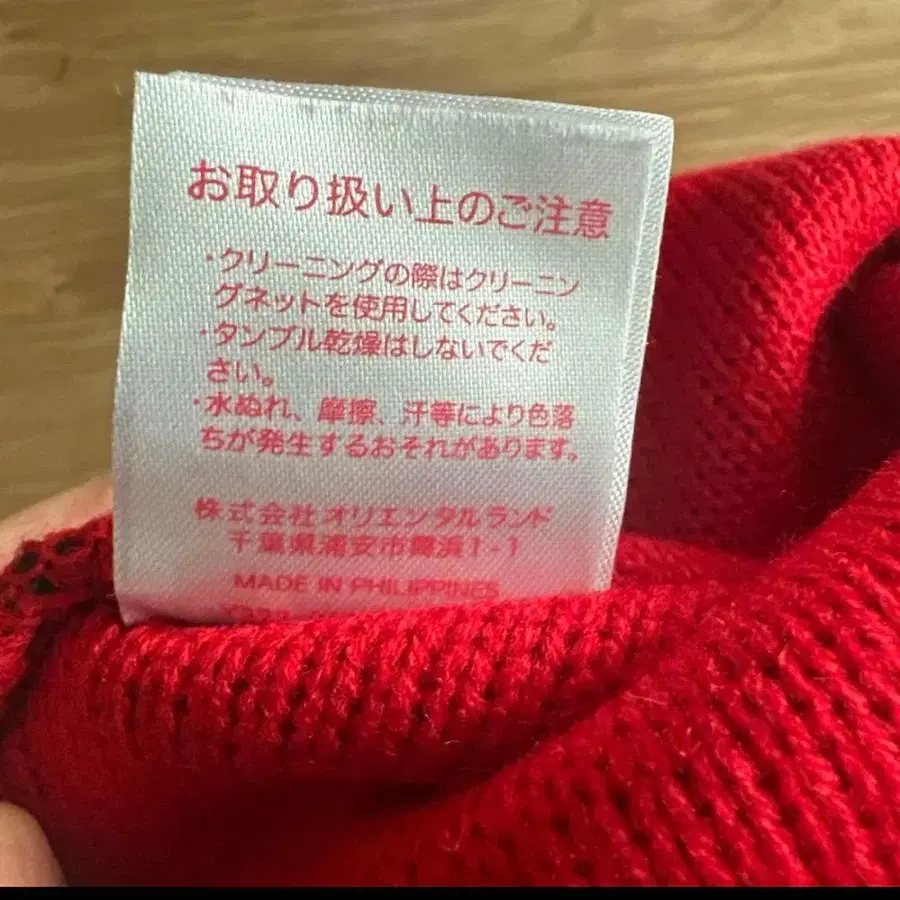 お取り扱い上のご注意
・クリーニングの際はクリーニン
グネットを使用してください。
・タンブル乾燥はしないでくだ
さい。
・水ぬれ、摩擦、汗等により色落
ちが発生するおそれがあります。
株式会社オリエンタルランド
千葉県浦安市舞浜1-1
MADE IN PHILIPPINES